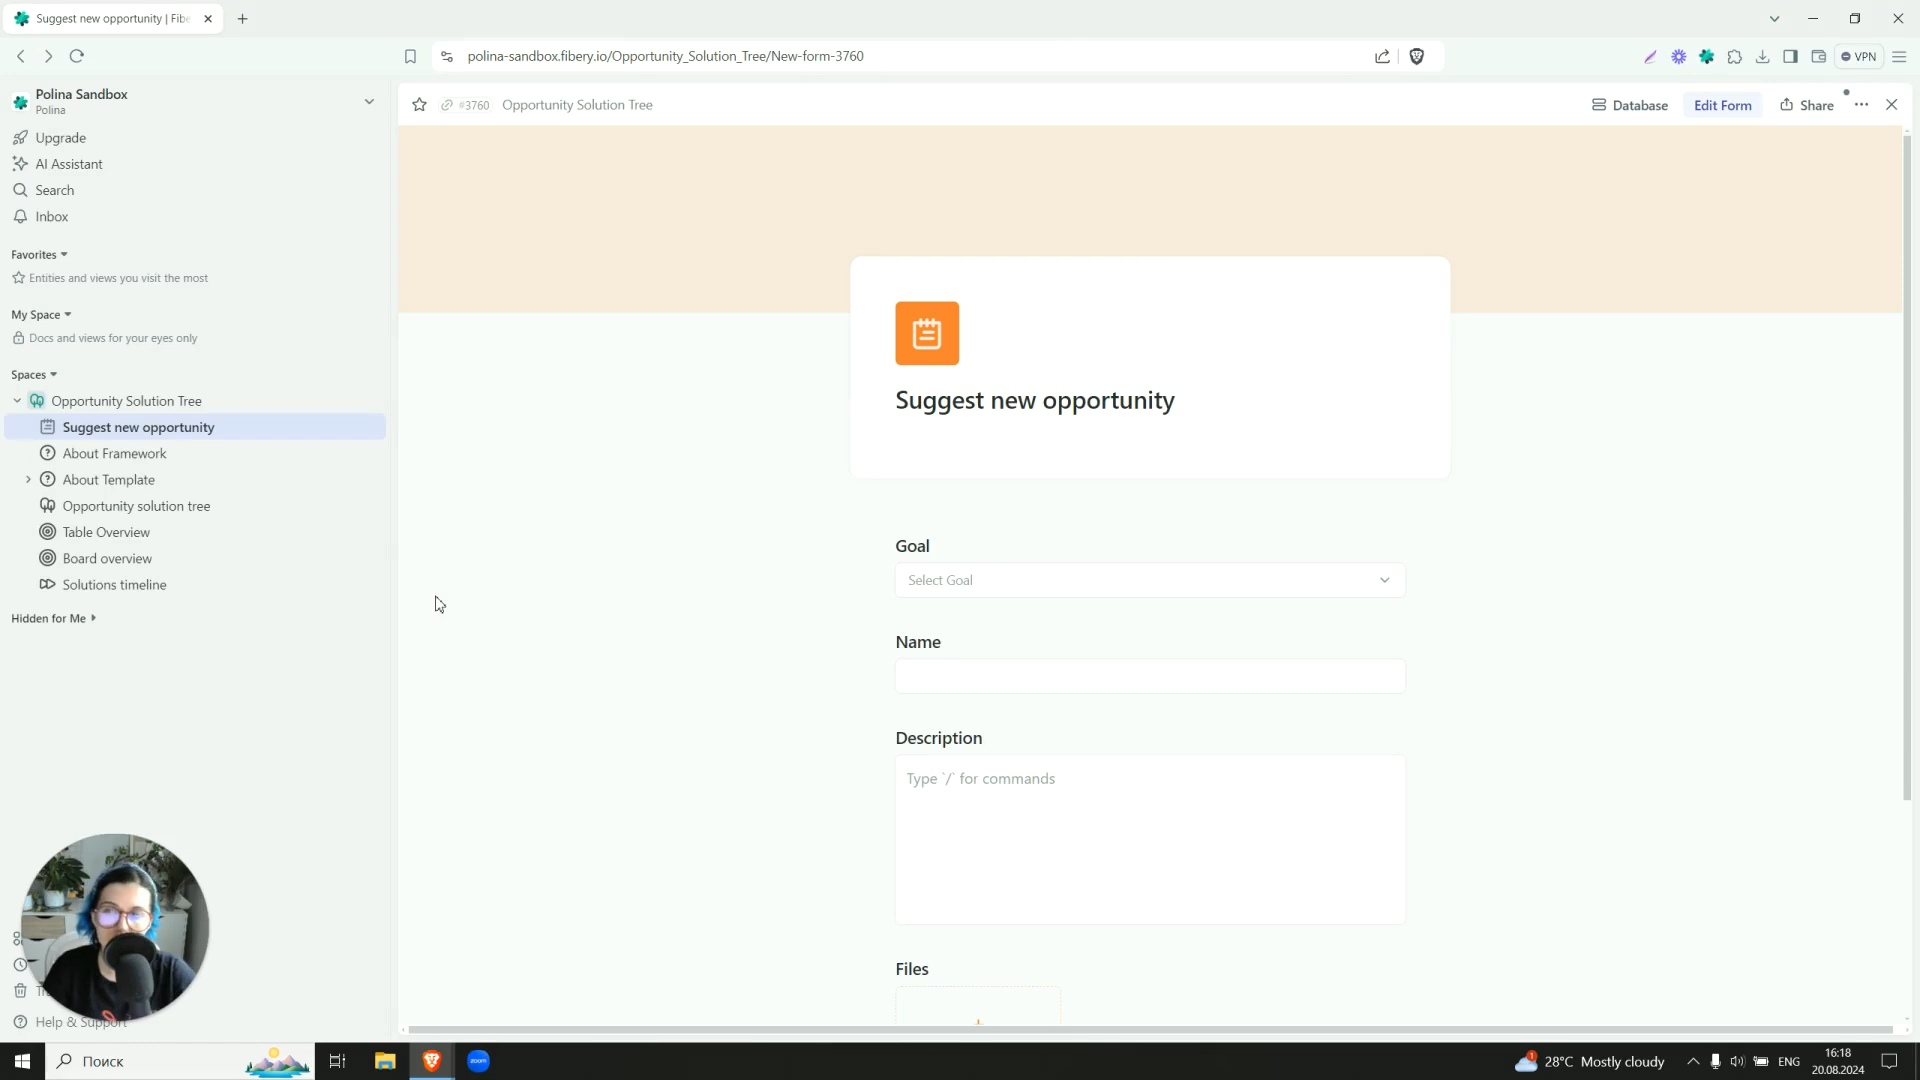 Suggest new opportunity | Fibe
polina-sandbox.fibery.io/Opportunity_Solution_Tree/New-form-3760
VPN
Polina Sandbox
Polina
Upgrade
AI Assistant
Search
Inbox
Favorites
Entities and views you visit the most
My Space
Docs and views for your eyes only
Spaces
Opportunity Solution Tree
Suggest new opportunity
About Framework
About Template
Opportunity solution tree
Table Overview
Board overview
Solutions timeline
Hidden for Me
Help & Support
#3760 Opportunity Solution Tree
Database Edit Form Share
Suggest new opportunity
Goal
Select Goal
Name
Description
Type `/` for commands
Files
Поиск
zoom
1
28°C Mostly cloudy
ENG
16:18
20.08.2024